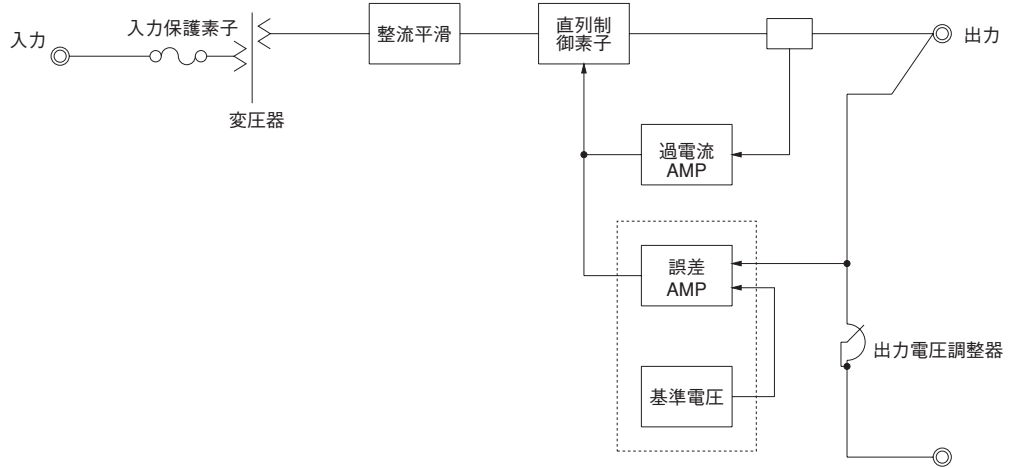 入力
入力保護素子
変圧器
整流平滑
直列制
御素子
出力
過電流
AMP
誤差
AMP
基準電圧
出力電圧調整器